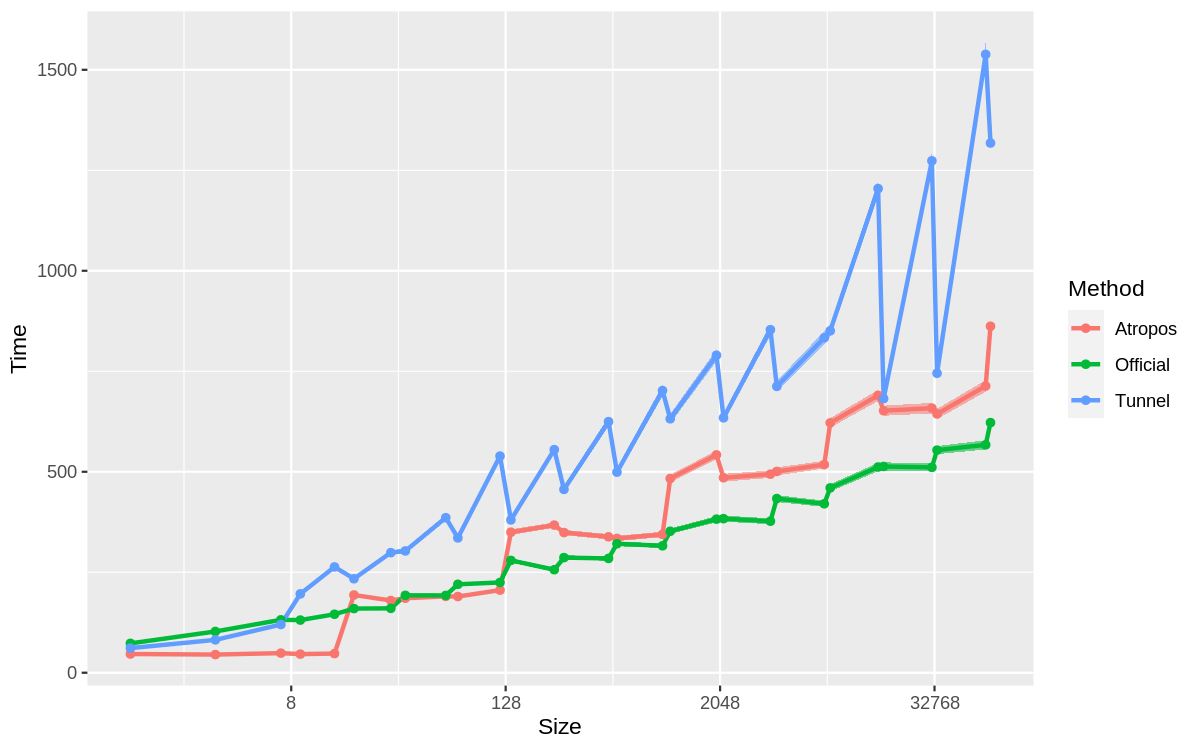 1500
1000
500
0
Time
8
128
2048
32768
Size
Method
Atropos
Official
Tunnel